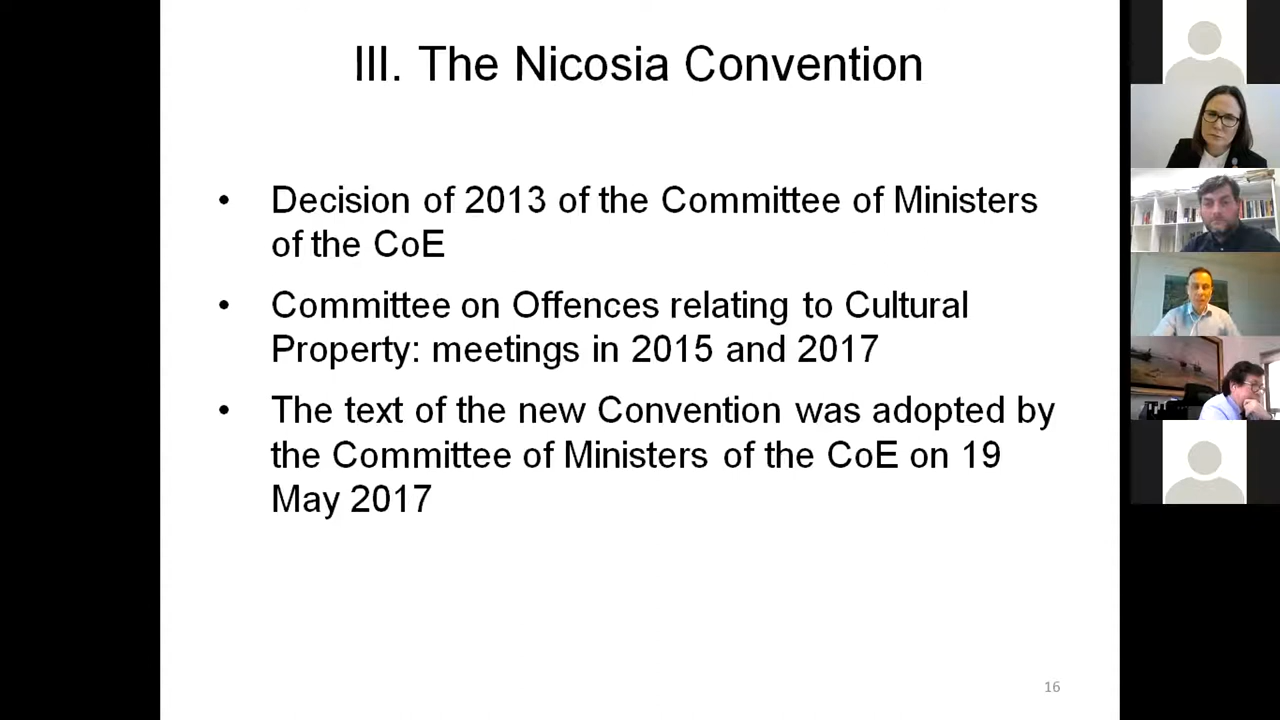 III. The Nicosia Convention
• Decision of 2013 of the Committee of Ministers
of the CoE
• Committee on Offences relating to Cultural
Property: meetings in 2015 and 2017
• The text of the new Convention was adopted by
the Committee of Ministers of the CoE on 19
May 2017
16